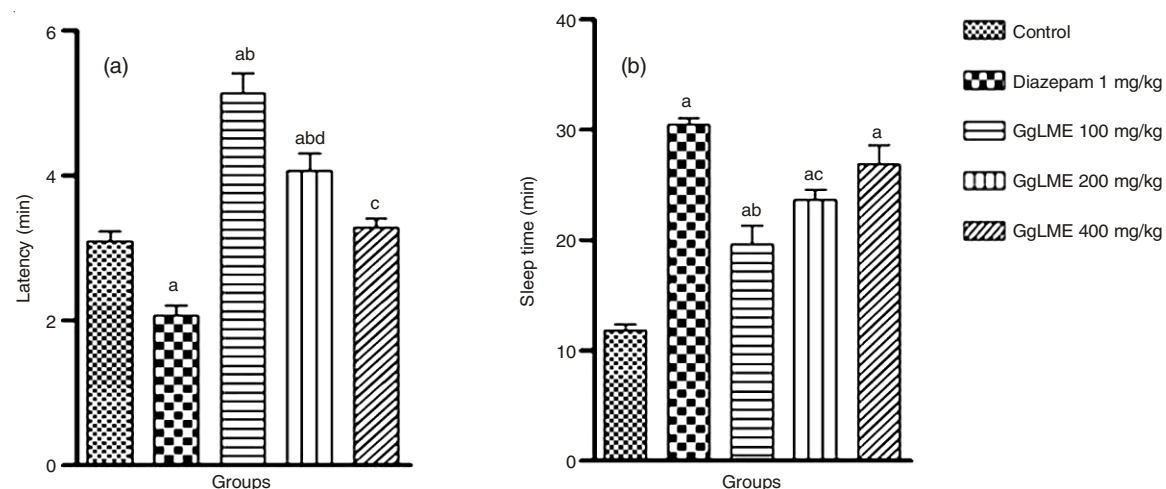 (a)
Latency (min)
6
4
2
0
a
ab
abd
c
Groups
(b)
Sleep time (min)
40
30
20
10
0
a
ab
ac
a
Groups
Control
Diazepam 1 mg/kg
GgLME 100 mg/kg
GgLME 200 mg/kg
GgLME 400 mg/kg